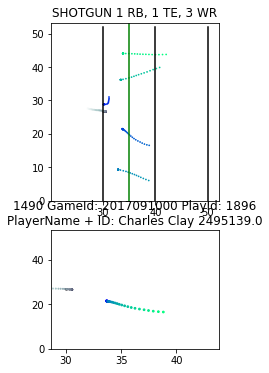 SHOTGUN 1 RB, 1 TE, 3 WR
50
40
30
20
10
0
30 40 50
1490 GameId: 2017091000 PlayId: 1896
PlayerName + ID: Charles Clay 2495139.0
40
20
0
30 35 40